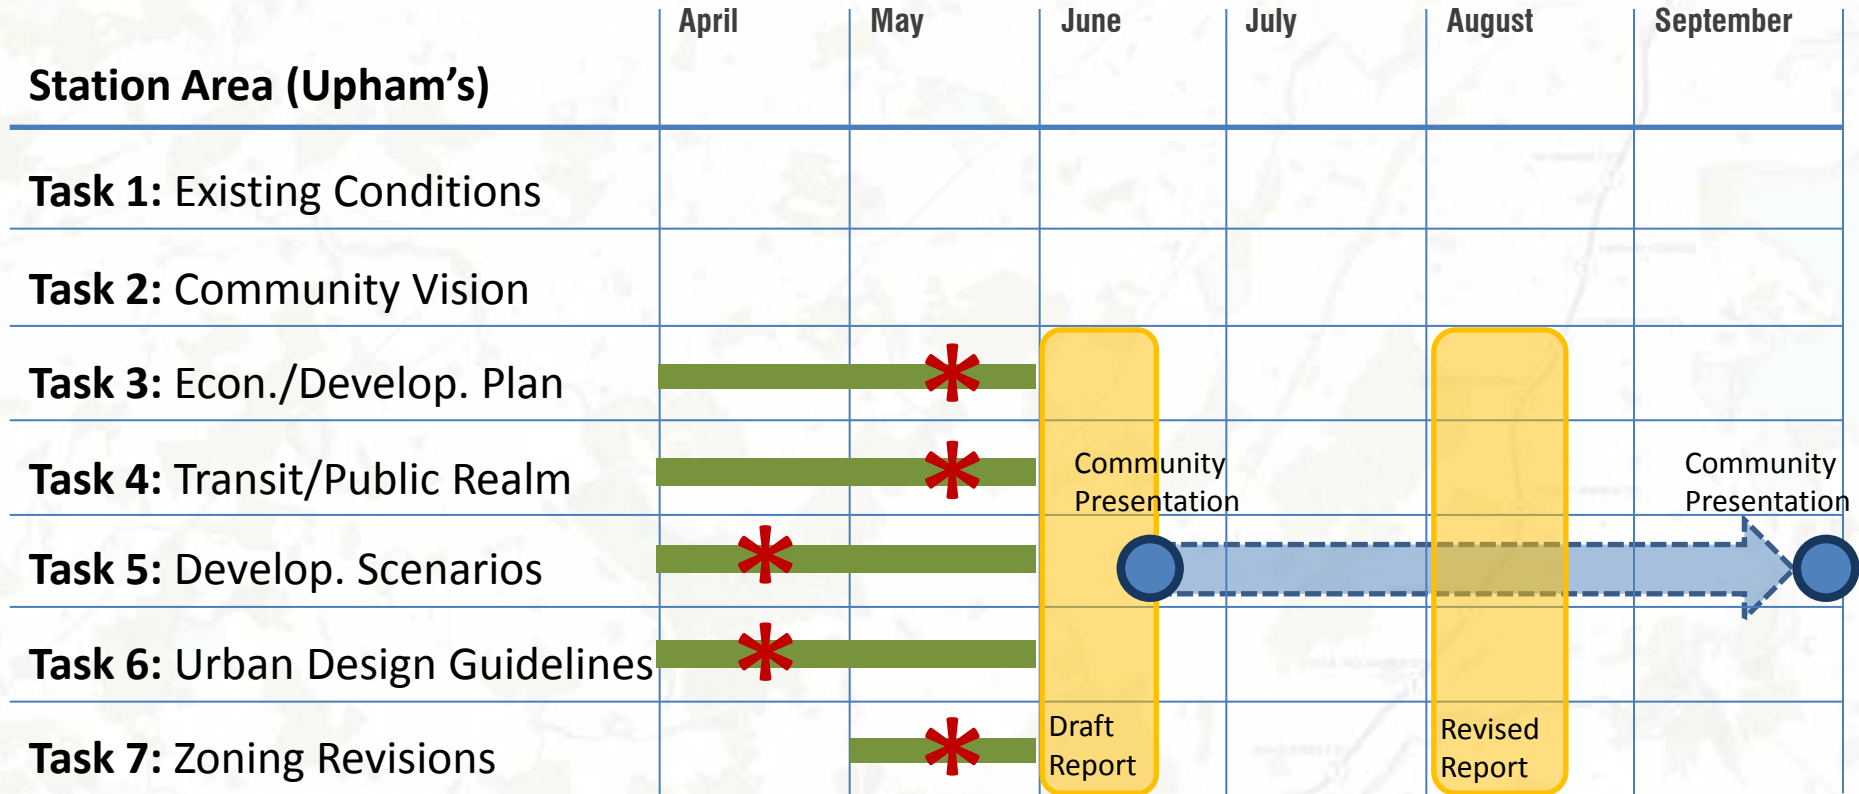 April May June July August September
Station Area (Upham's)
Task 1: Existing Conditions
Task 2: Community Vision
Task 3: Econ./Develop. Plan
Task 4: Transit/Public Realm
Community
Presentation
Community
Presentation
Task 5: Develop. Scenarios
Task 6: Urban Design Guidelines
Task 7: Zoning Revisions
Draft
Report
Revised
Report